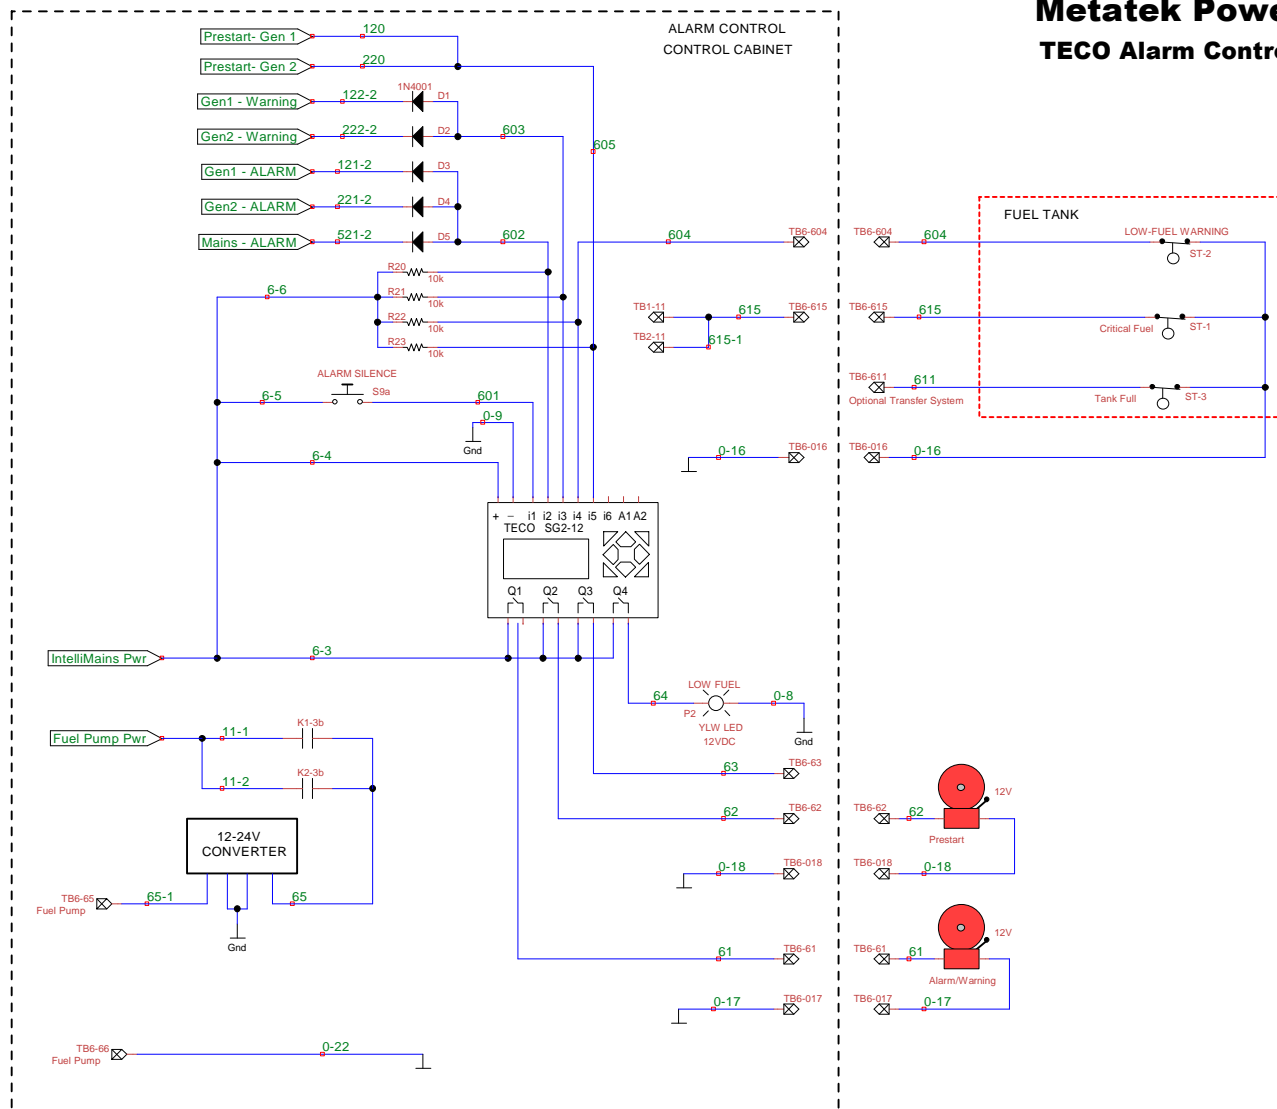 Metatek Powe
TECO Alarm Contro
ALARM CONTROL
CONTROL CABINET
Prestart- Gen 1
120
Prestart- Gen 2
220
1N4001
Gen1 - Warning
122-2
D1
Gen2 - Warning
222-2
D2
603
605
Gen1 - ALARM
121-2
D3
Gen2 - ALARM
221-2
D4
Mains - ALARM
521-2
D5
602
604
TB6-604
TB6-604
604
FUEL TANK
LOW-FUEL WARNING
ST-2
R20
10k
6-6
R21
10k
R22
10k
R23
10k
TB1-11
615
TB6-615
TB6-615
615
Critical Fuel
ST-1
TB2-11
615-1
ALARM SILENCE
6-5
S9a
601
TB6-611
611
Optional Transfer System
Tank Full
ST-3
0-9
Gnd
6-4
0-16
TB6-016
TB6-016
0-16
+ − i1 i2 i3 i4 i5 i6 A1 A2
TECO SG2-12
Q1 Q2 Q3 Q4
IntelliMains Pwr
6-3
LOW FUEL
64
0-8
P2
YLW LED
12VDC
Gnd
Fuel Pump Pwr
11-1
K1-3b
11-2
K2-3b
63
TB6-63
62
TB6-62
TB6-62
62
12V
Prestart
12-24V
CONVERTER
0-18
TB6-018
TB6-018
0-18
TB6-65
Fuel Pump
65-1
65
Gnd
61
TB6-61
TB6-61
61
12V
Alarm/Warning
0-17
TB6-017
TB6-017
0-17
TB6-66
Fuel Pump
0-22